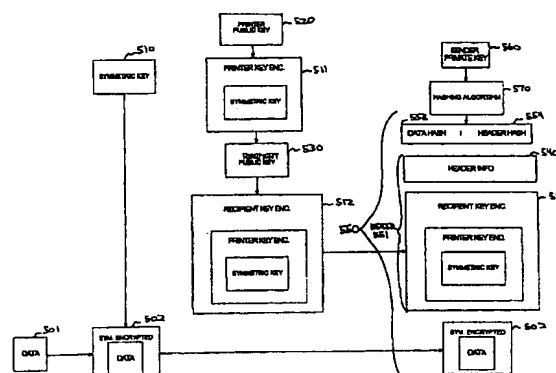 PRINTER
PUBLIC KEY
520
510
SYMMETRIC KEY
PRINTER KEY ENC.
511
SYMMETRIC KEY
530
PUBLIC KEY
RECIPIENT KEY ENC.
512
PRINTER KEY ENC.
SYMMETRIC KEY
SENDER
PRIVATE KEY
560
HASHING ALGORITHM
570
554
DATA HASH
HEADER HASH
540
HEADER INFO
RECIPIENT KEY ENC.
PRINTER KEY ENC.
SYMMETRIC KEY
550
551
501
DATA
502
SYM. ENCRYPTED
DATA
502
SYM. ENCRYPTED
DATA